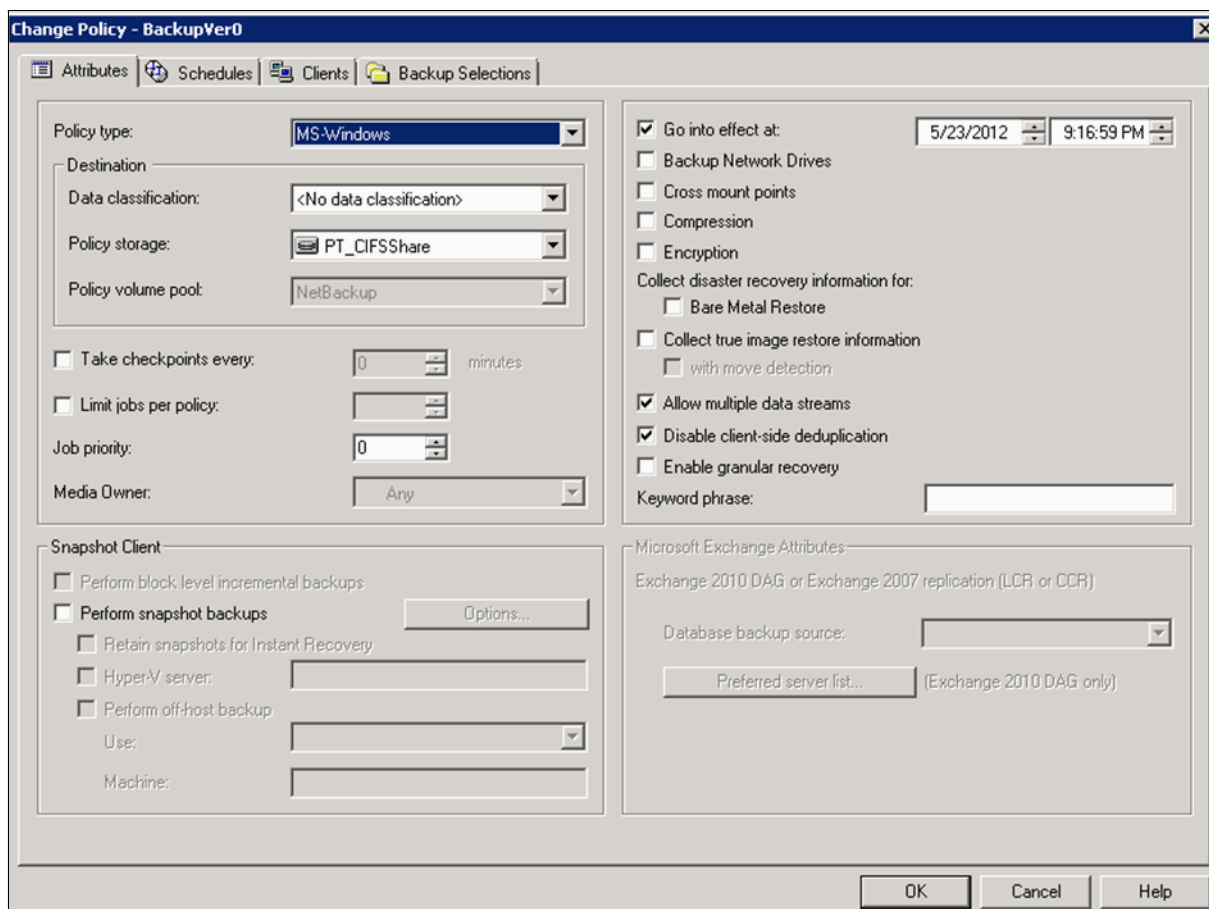 Change Policy - BackupVer0
Attributes Schedules Clients Backup Selections
Policy type: MS-Windows
Destination
Data classification: <No data classification>
Policy storage: PT_CIFSShare
Policy volume pool: NetBackup
Take checkpoints every: 0 minutes
Limit jobs per policy:
Job priority: 0
Media Owner: Any
Go into effect at: 5/23/2012 9:16:59 PM
Backup Network Drives
Cross mount points
Compression
Encryption
Collect disaster recovery information for:
Bare Metal Restore
Collect true image restore information
with move detection
Allow multiple data streams
Disable client-side deduplication
Enable granular recovery
Keyword phrase:
Snapshot Client
Perform block level incremental backups
Perform snapshot backups Options...
Retain snapshots for Instant Recovery
Hyper-V server:
Perform off-host backup
Use:
Machine:
Microsoft Exchange Attributes
Exchange 2010 DAG or Exchange 2007 replication (LCR or CCR)
Database backup source:
Preferred server list... (Exchange 2010 DAG only)
OK Cancel Help